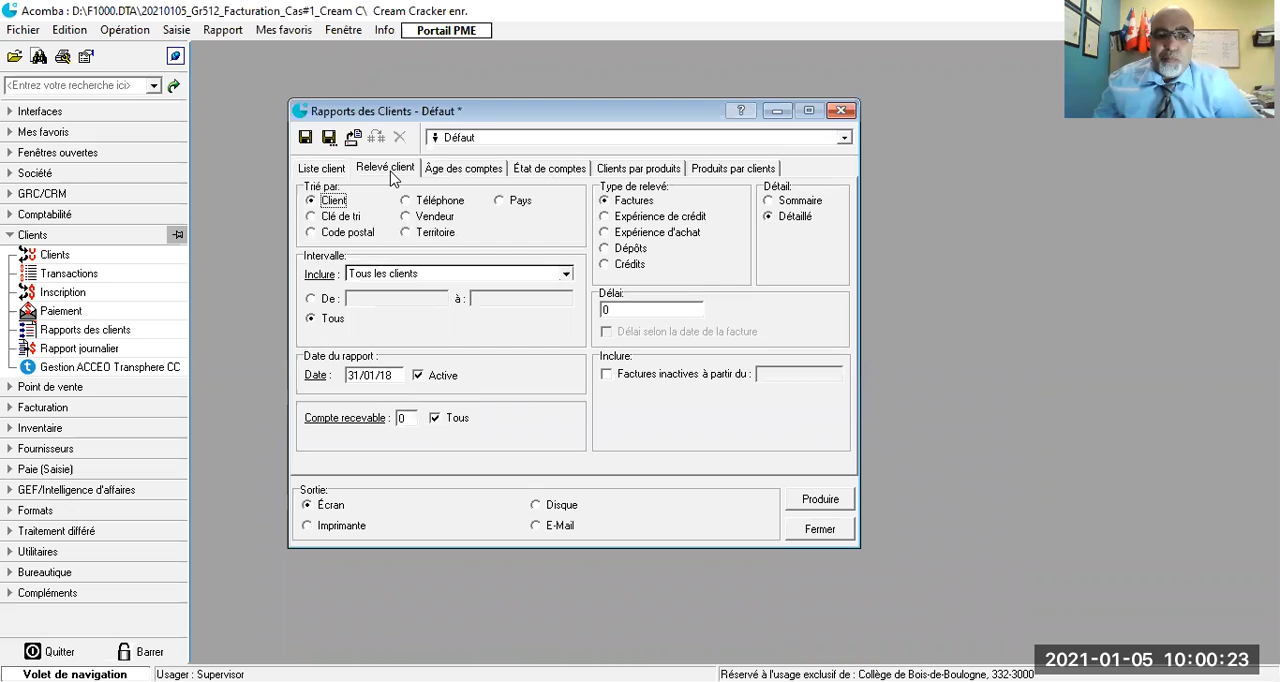 Acomba : D:\F1000.DTA\20210105_Gr512_Facturation_Cas#1_Cream C\ Cream Cracker enr.
Fichier Edition Opération Saisie Rapport Mes favoris Fenêtre Info Portail PME
<Entrez votre recherche ici>
Interfaces
Mes favoris
Fenêtres ouvertes
Société
GRC/CRM
Comptabilité
Clients
Clients
Transactions
Inscription
Paiement
Rapports des clients
Rapport journalier
Gestion ACCEO Transphere CC
Point de vente
Facturation
Inventaire
Fournisseurs
Paie (Saisie)
GEF/Intelligence d'affaires
Formats
Traitement différé
Utilitaires
Bureautique
Compléments
Quitter Barrer
Rapports des Clients - Défaut *
Défaut
Liste client Relevé client Âge des comptes État de comptes Clients par produits Produits par clients
Trié par:
Client Téléphone Pays
Clé de tri Vendeur
Code postal Territoire
Type de relevé:
Factures
Expérience de crédit
Expérience d'achat
Dépôts
Crédits
Détail:
Sommaire
Détaillé
Intervalle:
Inclure : Tous les clients
De : à :
Tous
Délai:
0
Délai selon la date de la facture
Date du rapport :
Date : 31/01/18 Active
Inclure:
Factures inactives à partir du :
Compte recevable : 0 Tous
Sortie:
Écran Disque
Imprimante E-Mail
Produire
Fermer
2021-01-05 10:00:23
Volet de navigation Usager : Supervisor Réservé à l'usage exclusif de : Collège de Bois-de-Boulogne, 332-3000